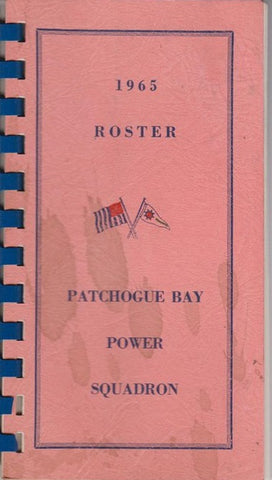 1965
ROSTER
PATCHOGUE BAY
POWER
SQUADRON